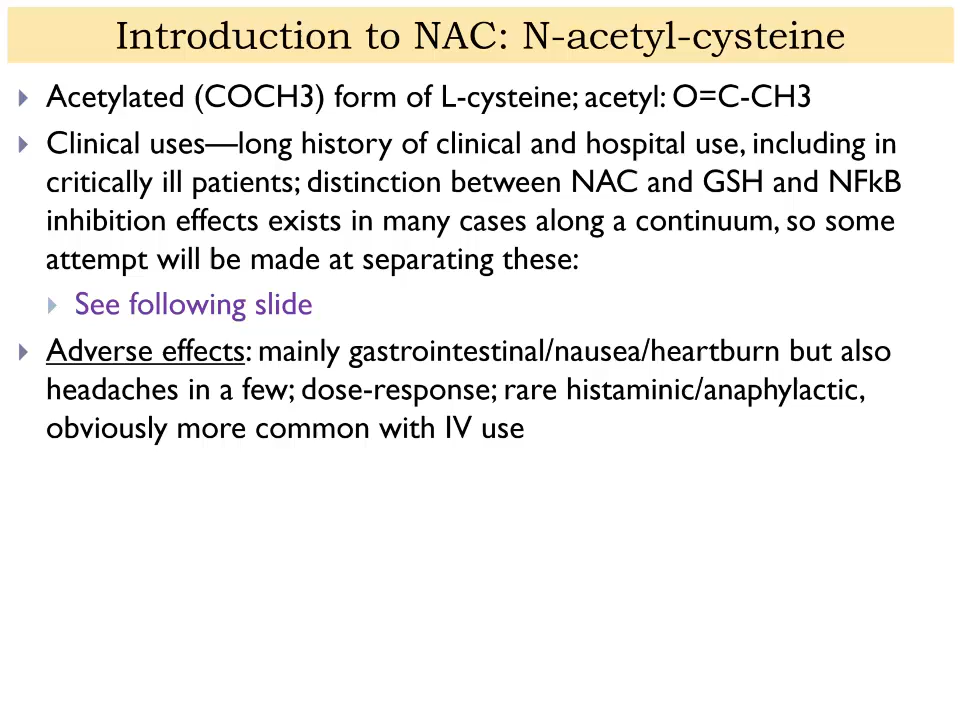 Introduction to NAC: N-acetyl-cysteine
Acetylated (COCH3) form of L-cysteine; acetyl: O=C-CH3
Clinical uses—long history of clinical and hospital use, including in
critically ill patients; distinction between NAC and GSH and NFkB
inhibition effects exists in many cases along a continuum, so some
attempt will be made at separating these:
See following slide
Adverse effects: mainly gastrointestinal/nausea/heartburn but also
headaches in a few; dose-response; rare histaminic/anaphylactic,
obviously more common with IV use